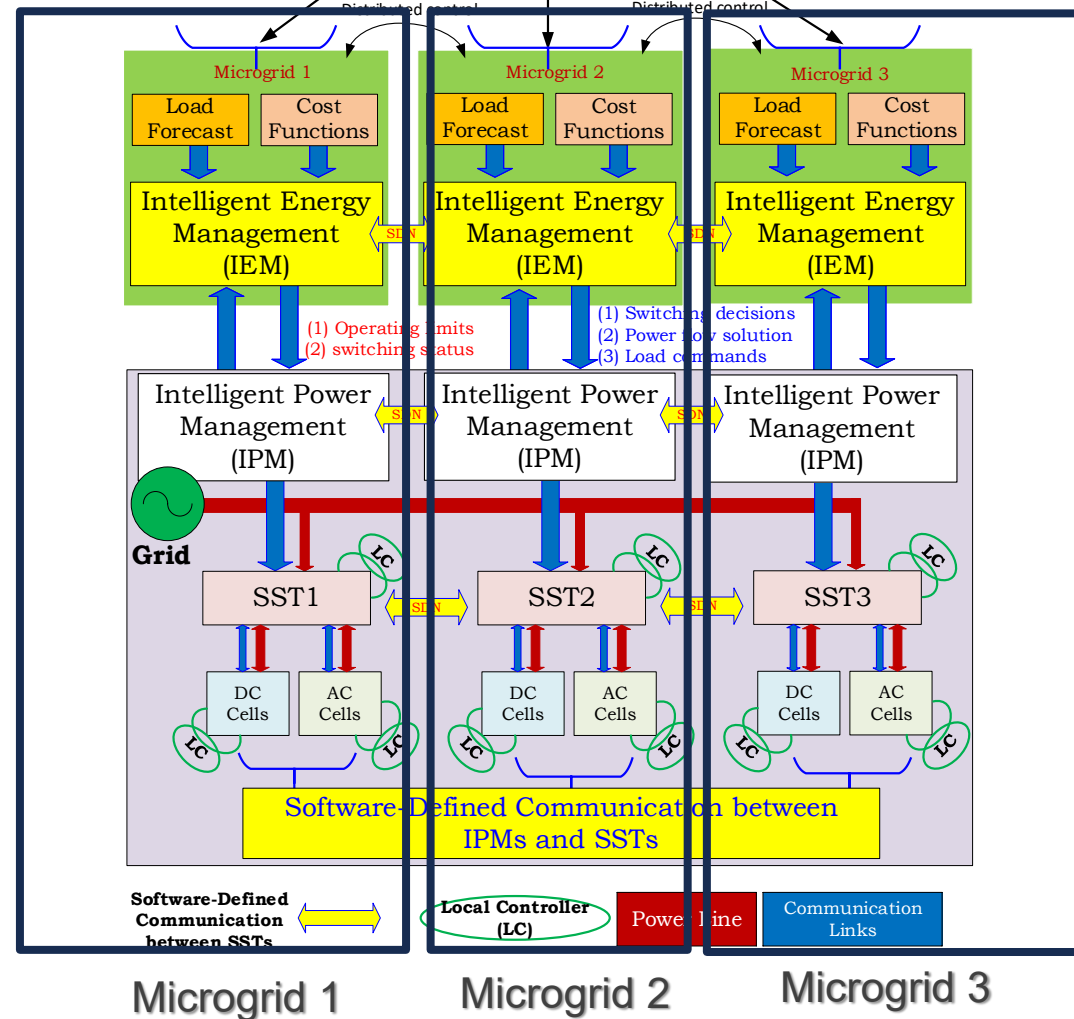 Distributed control
Distributed control
Microgrid 1
Microgrid 2
Microgrid 3
Load
Forecast
Cost
Functions
Load
Forecast
Cost
Functions
Load
Forecast
Cost
Functions
Intelligent Energy
Management
(IEM)
SDN
Intelligent Energy
Management
(IEM)
SDN
Intelligent Energy
Management
(IEM)
(1) Operating limits
(2) switching status
(1) Switching decisions
(2) Power flow solution
(3) Load commands
Intelligent Power
Management
(IPM)
SDN
Intelligent Power
Management
(IPM)
SDN
Intelligent Power
Management
(IPM)
Grid
LC
LC
LC
SST1
SDN
SST2
SDN
SST3
DC
Cells
AC
Cells
DC
Cells
AC
Cells
DC
Cells
AC
Cells
LC
LC
LC
LC
LC
LC
Software-Defined Communication between
IPMs and SSTs
Software-Defined
Communication
between SSTs
Local Controller
(LC)
Power Line
Communication
Links
Microgrid 1
Microgrid 2
Microgrid 3